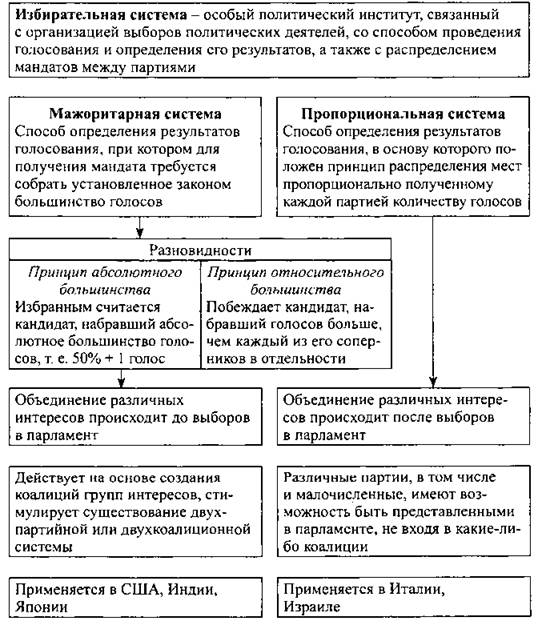 Избирательная система – особый политический институт, связанный
с организацией выборов политических деятелей, со способом проведения
голосования и определения его результатов, а также с распределением
мандатов между партиями
Мажоритарная система
Способ определения результатов
голосования, при котором для
получения мандата требуется
собрать установленное законом
большинство голосов
Пропорциональная система
Способ определения результатов
голосования, в основу которого по-
ложен принцип распределения мест
пропорционально полученному
каждой партией количеству голосов
Разновидности
Принцип абсолютного
большинства
Избранным считается
кандидат, набравший абсо-
лютное большинство голо-
сов, т. е. 50% + 1 голос
Принцип относительного
большинства
Побеждает кандидат, на-
бравший голосов больше,
чем каждый из его сопер-
ников в отдельности
Объединение различных
интересов происходит до выборов
в парламент
Объединение различных интере-
сов происходит после выборов
в парламент
Действует на основе создания
коалиций групп интересов, сти-
мулирует существование двух-
партийной или двухкоалиционной
системы
Различные партии, в том числе
и малочисленные, имеют воз-
можность быть представленными
в парламенте, не входя в какие-ли-
бо коалиции
Применяется в США, Индии,
Японии
Применяется в Италии,
Израиле